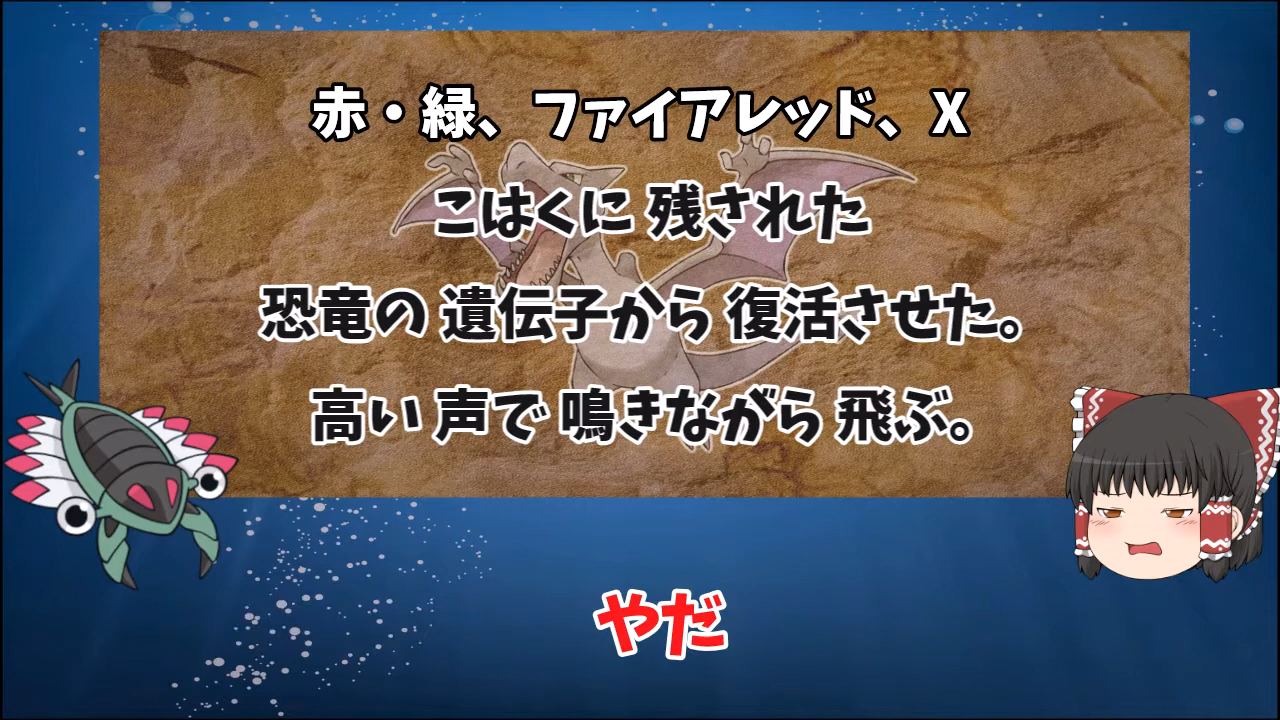 赤・緑、ファイアレッド、X
こはくに 残された
恐竜の 遺伝子から 復活させた。
高い 声で 鳴きながら 飛ぶ。
やだ